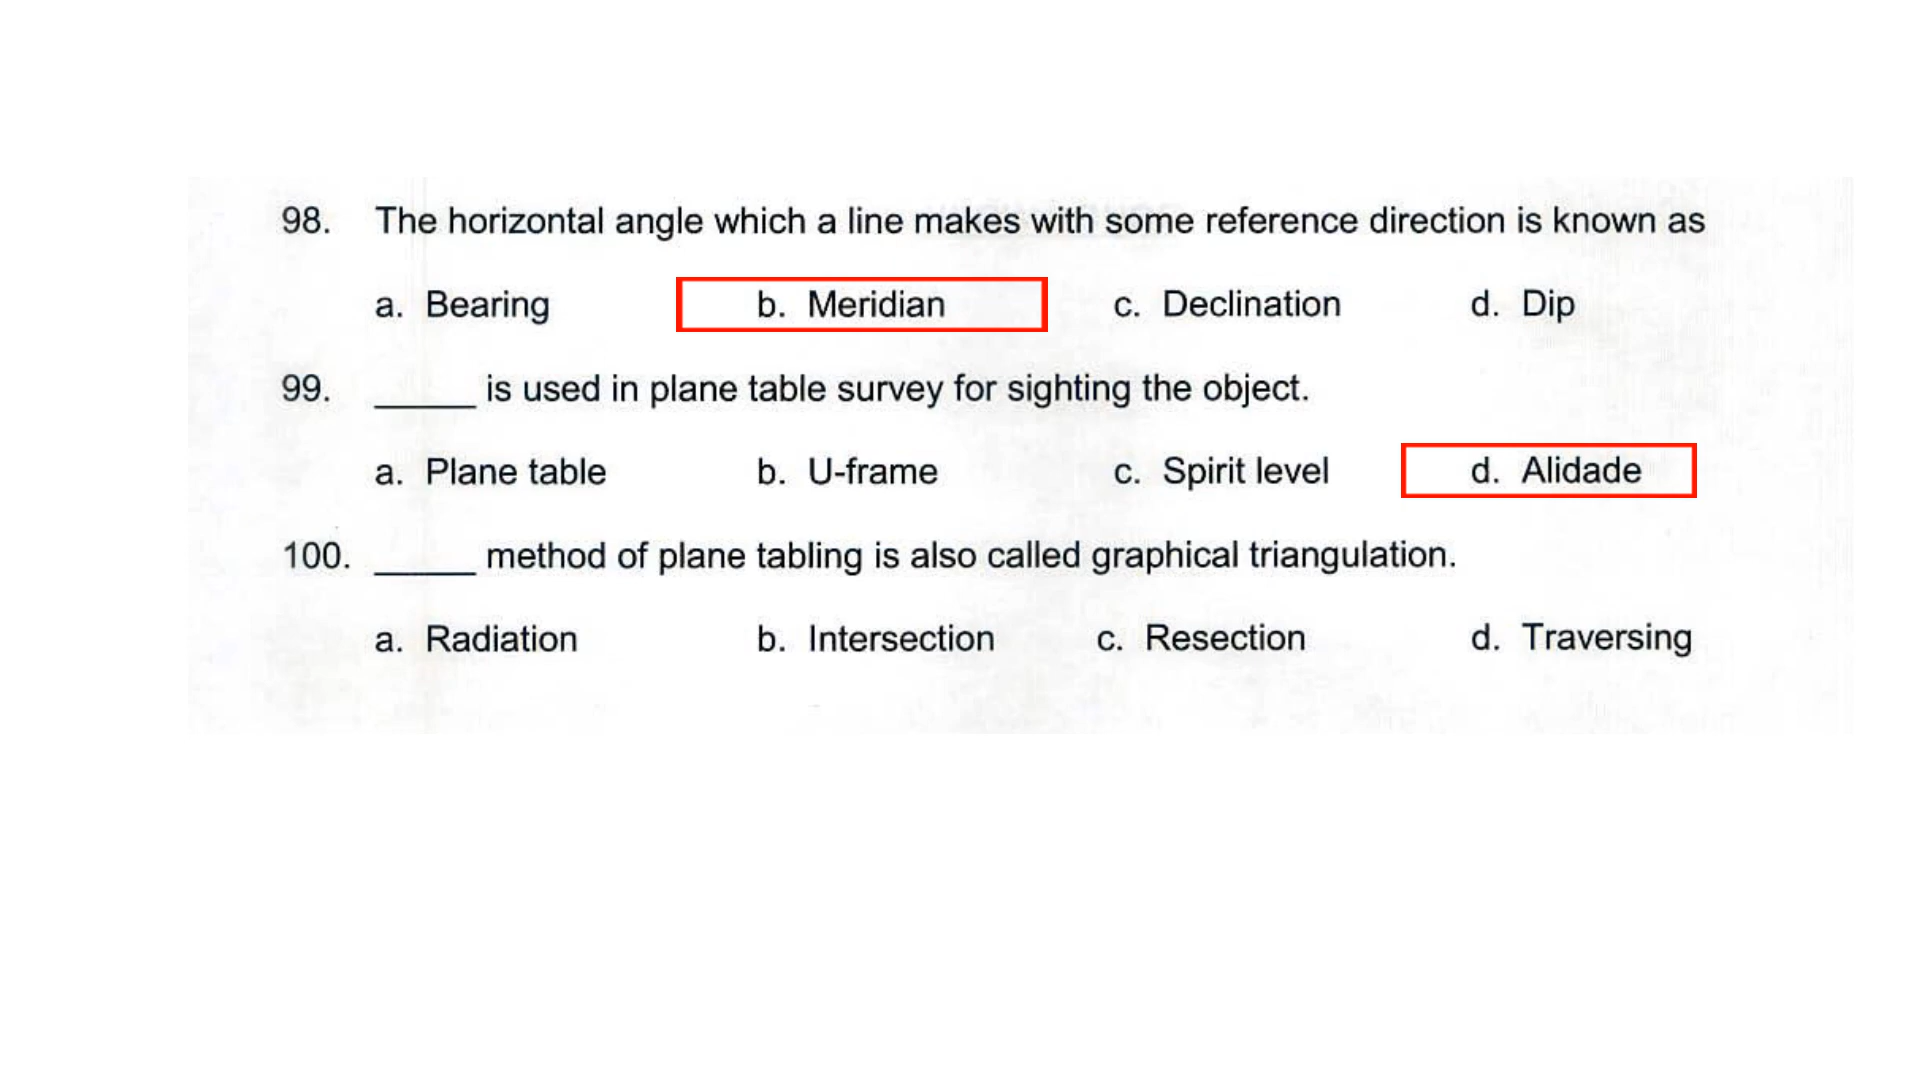 98. The horizontal angle which a line makes with some reference direction is known as
a. Bearing b. Meridian c. Declination d. Dip
99. _____ is used in plane table survey for sighting the object.
a. Plane table b. U-frame c. Spirit level d. Alidade
100. _____ method of plane tabling is also called graphical triangulation.
a. Radiation b. Intersection c. Resection d. Traversing